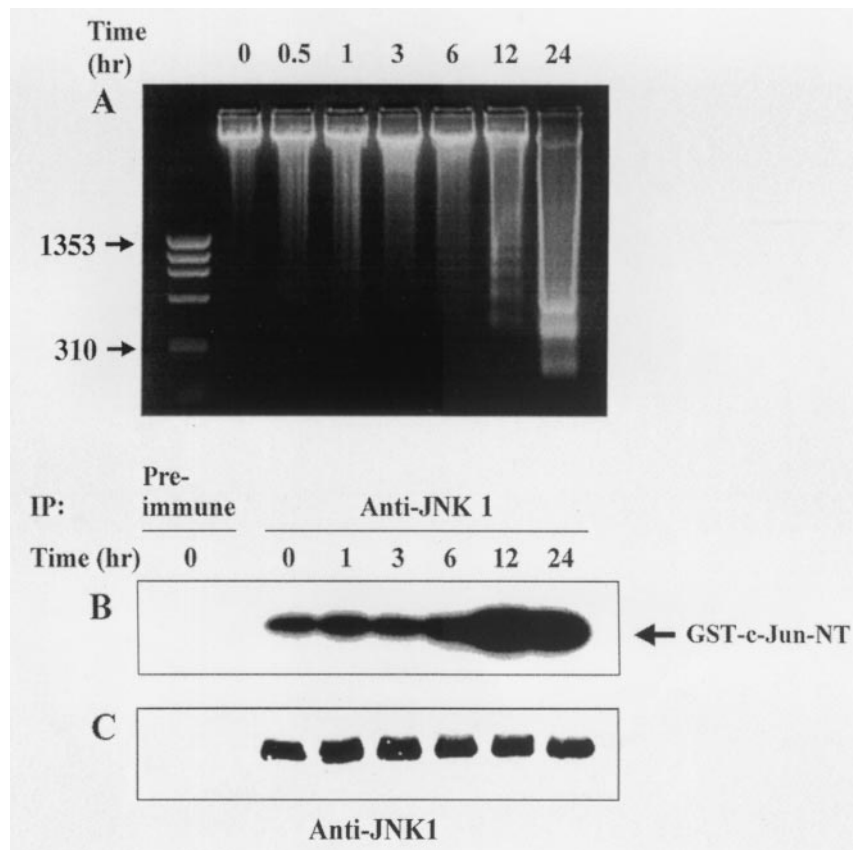 Time
(hr) 0 0.5 1 3 6 12 24
A
1353
310
Pre-
IP: immune Anti-JNK 1
Time (hr) 0 0 1 3 6 12 24
B
GST-c-Jun-NT
C
Anti-JNK1